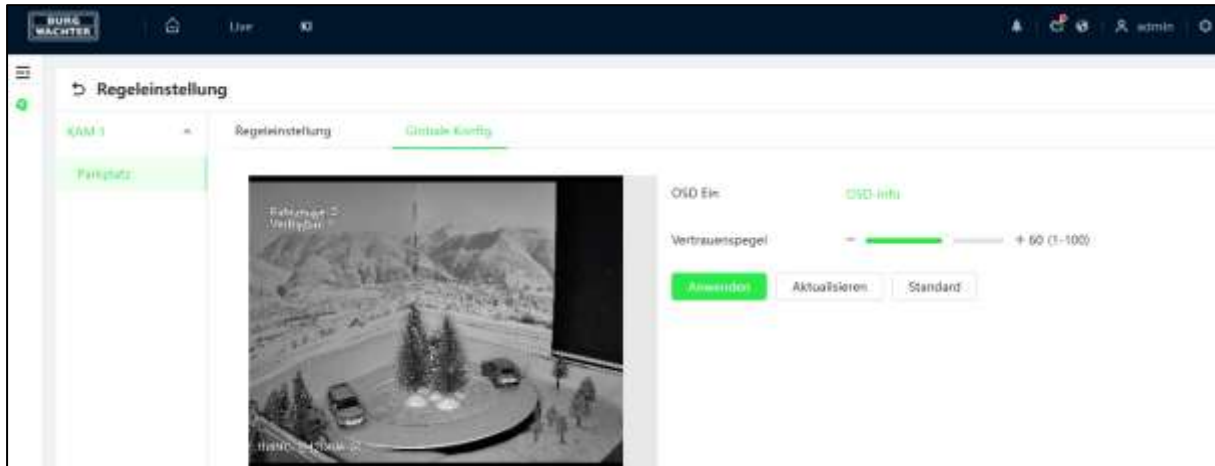 BURG
WÄCHTER
Live
KI
admin
Regeleinstellung
KAM 1
Regeleinstellung
Globale Konfig
Parkplatz
OSD Ein
OSD-Info
Vertrauenspegel
- + 60 (1-100)
Anwenden
Aktualisieren
Standard